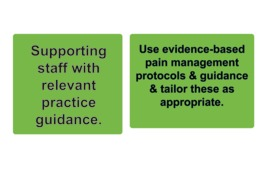 Supporting
staff with
relevant
practice
guidance.
Use evidence-based
pain management
protocols & guidance
& tailor these as
appropriate.